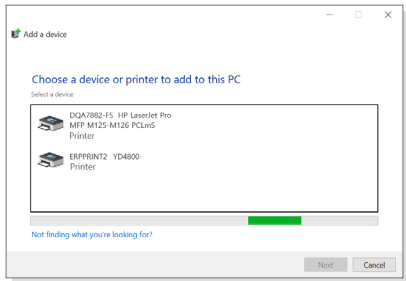 Add a device
Choose a device or printer to add to this PC
Select a device
DQA7882-F5 HP LaserJet Pro
MFP M125-M126 PCLmS
Printer
ERPPRINT2 YD4800-
Printer
Not finding what you're looking for?
Next
Cancel